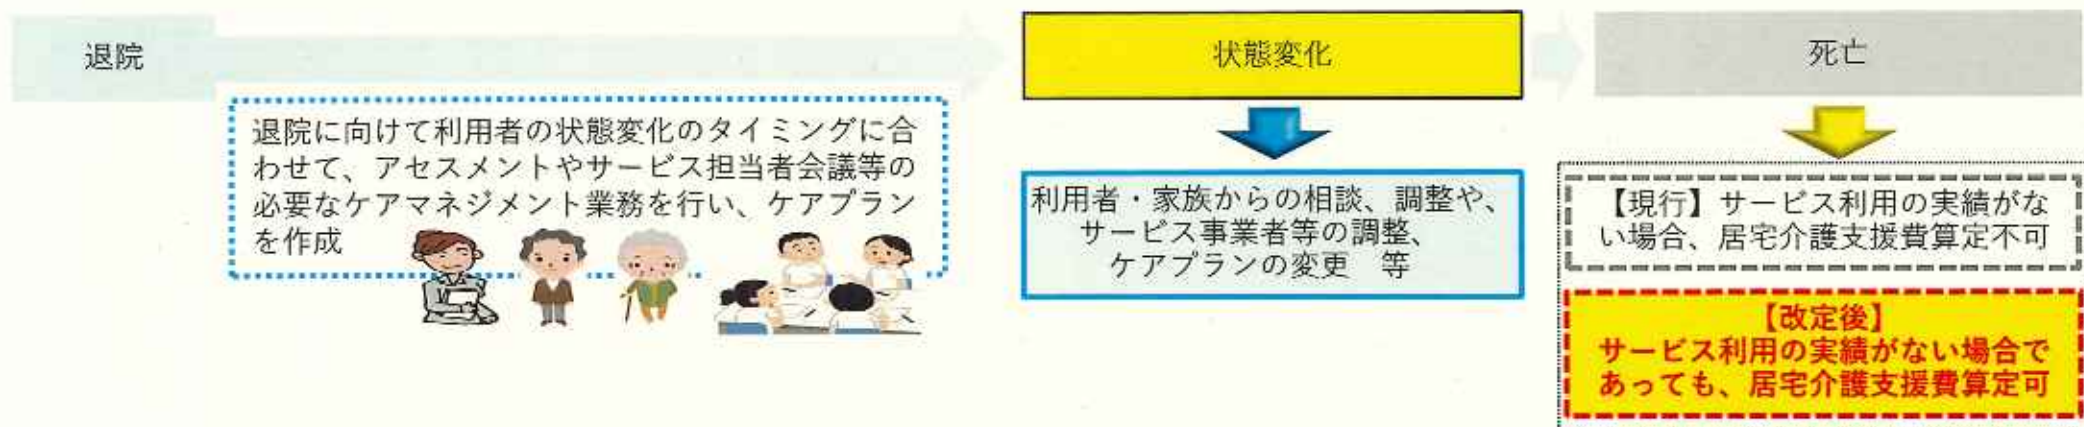 退院
状態変化
死亡
退院に向けて利用者の状態変化のタイミングに合
わせて、アセスメントやサービス担当者会議等の
必要なケアマネジメント業務を行い、ケアプラン
を作成
利用者・家族からの相談、調整や、
サービス事業者等の調整、
ケアプランの変更　等
【現行】サービス利用の実績がな
い場合、居宅介護支援費算定不可
【改定後】
サービス利用の実績がない場合で
あっても、居宅介護支援費算定可